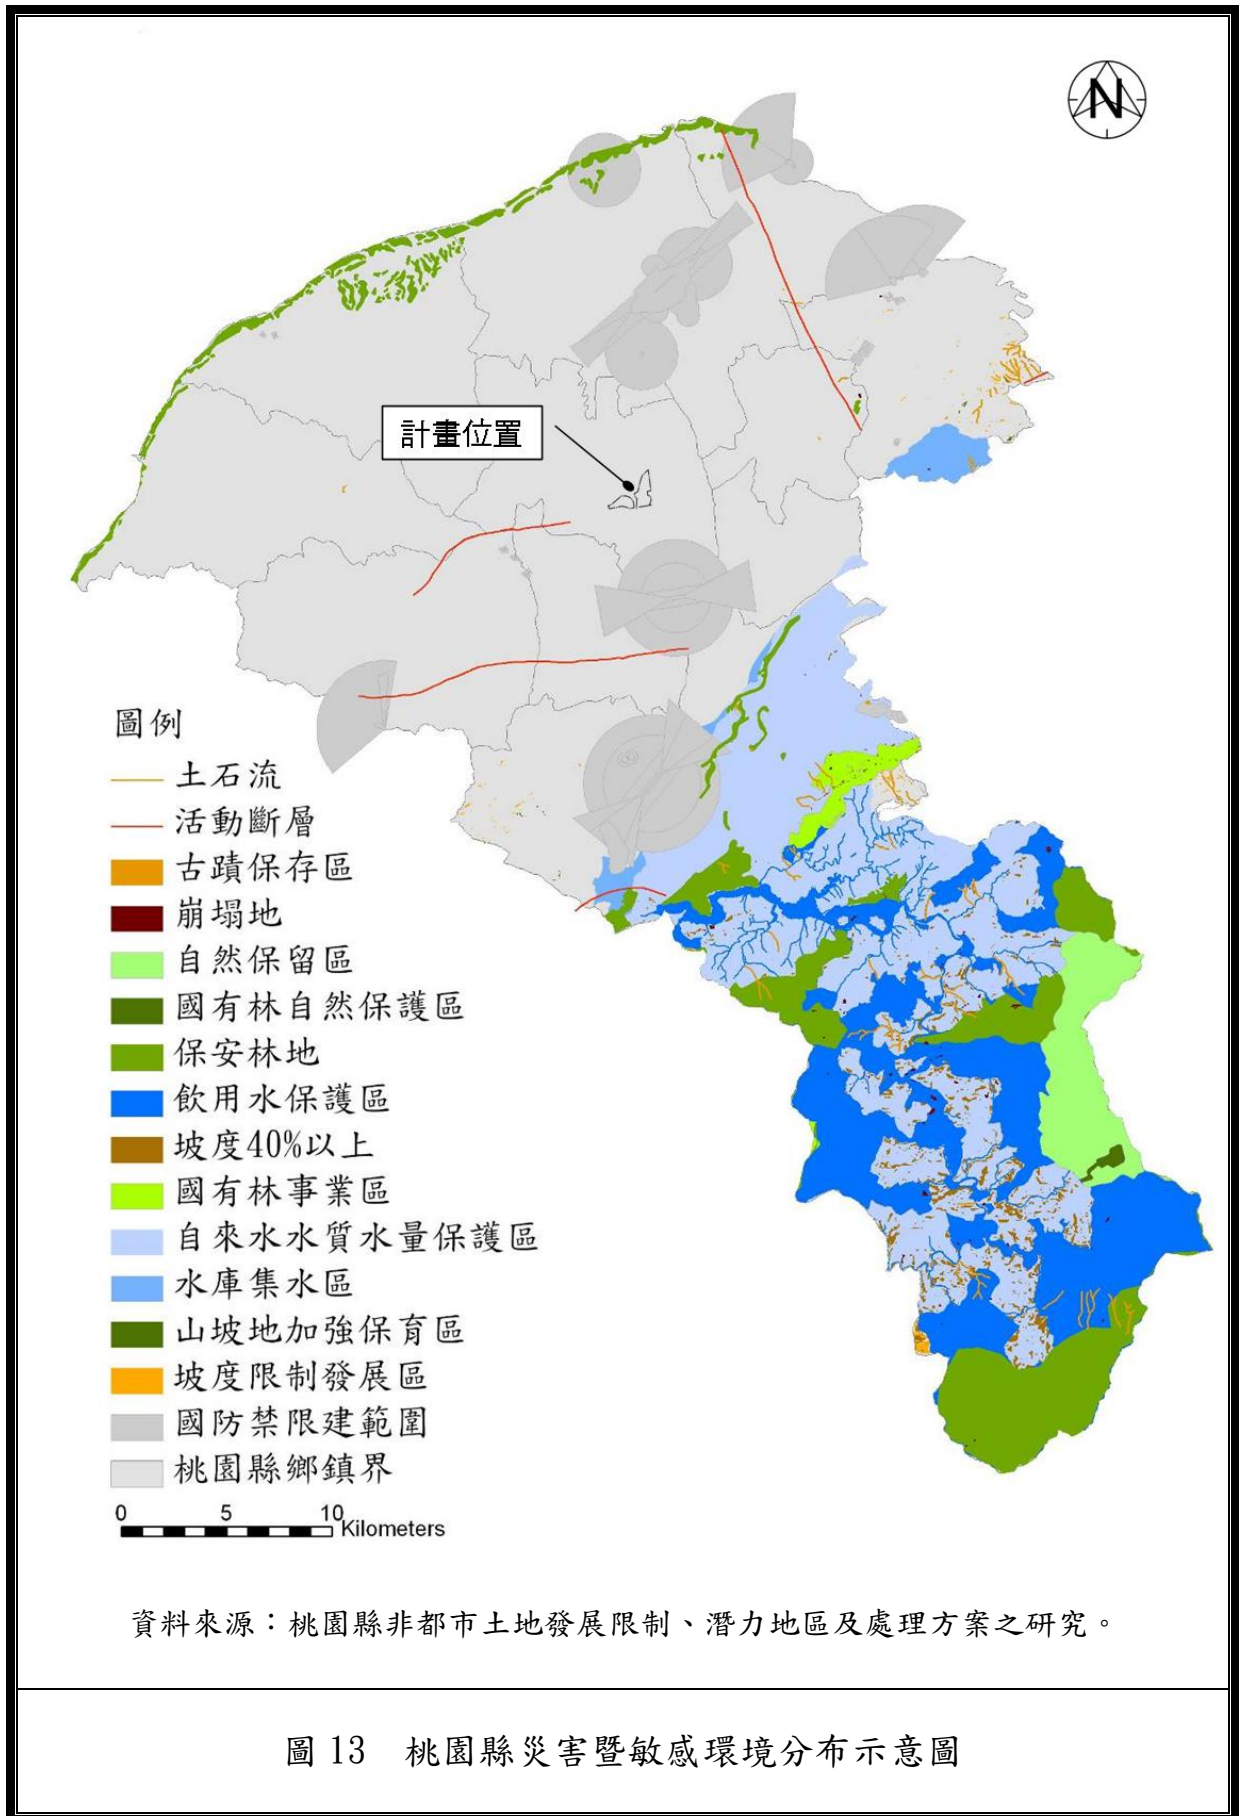 N
計畫位置
圖例
土石流
活動斷層
古蹟保存區
崩塌地
自然保留區
國有林自然保護區
保安林地
飲用水保護區
坡度40%以上
國有林事業區
自來水水質水量保護區
水庫集水區
山坡地加強保育區
坡度限制發展區
國防禁限建範圍
桃園縣鄉鎮界
0 5 10
Kilometers
資料來源：桃園縣非都市土地發展限制、潛力地區及處理方案之研究。
圖 13 桃園縣災害暨敏感環境分布示意圖